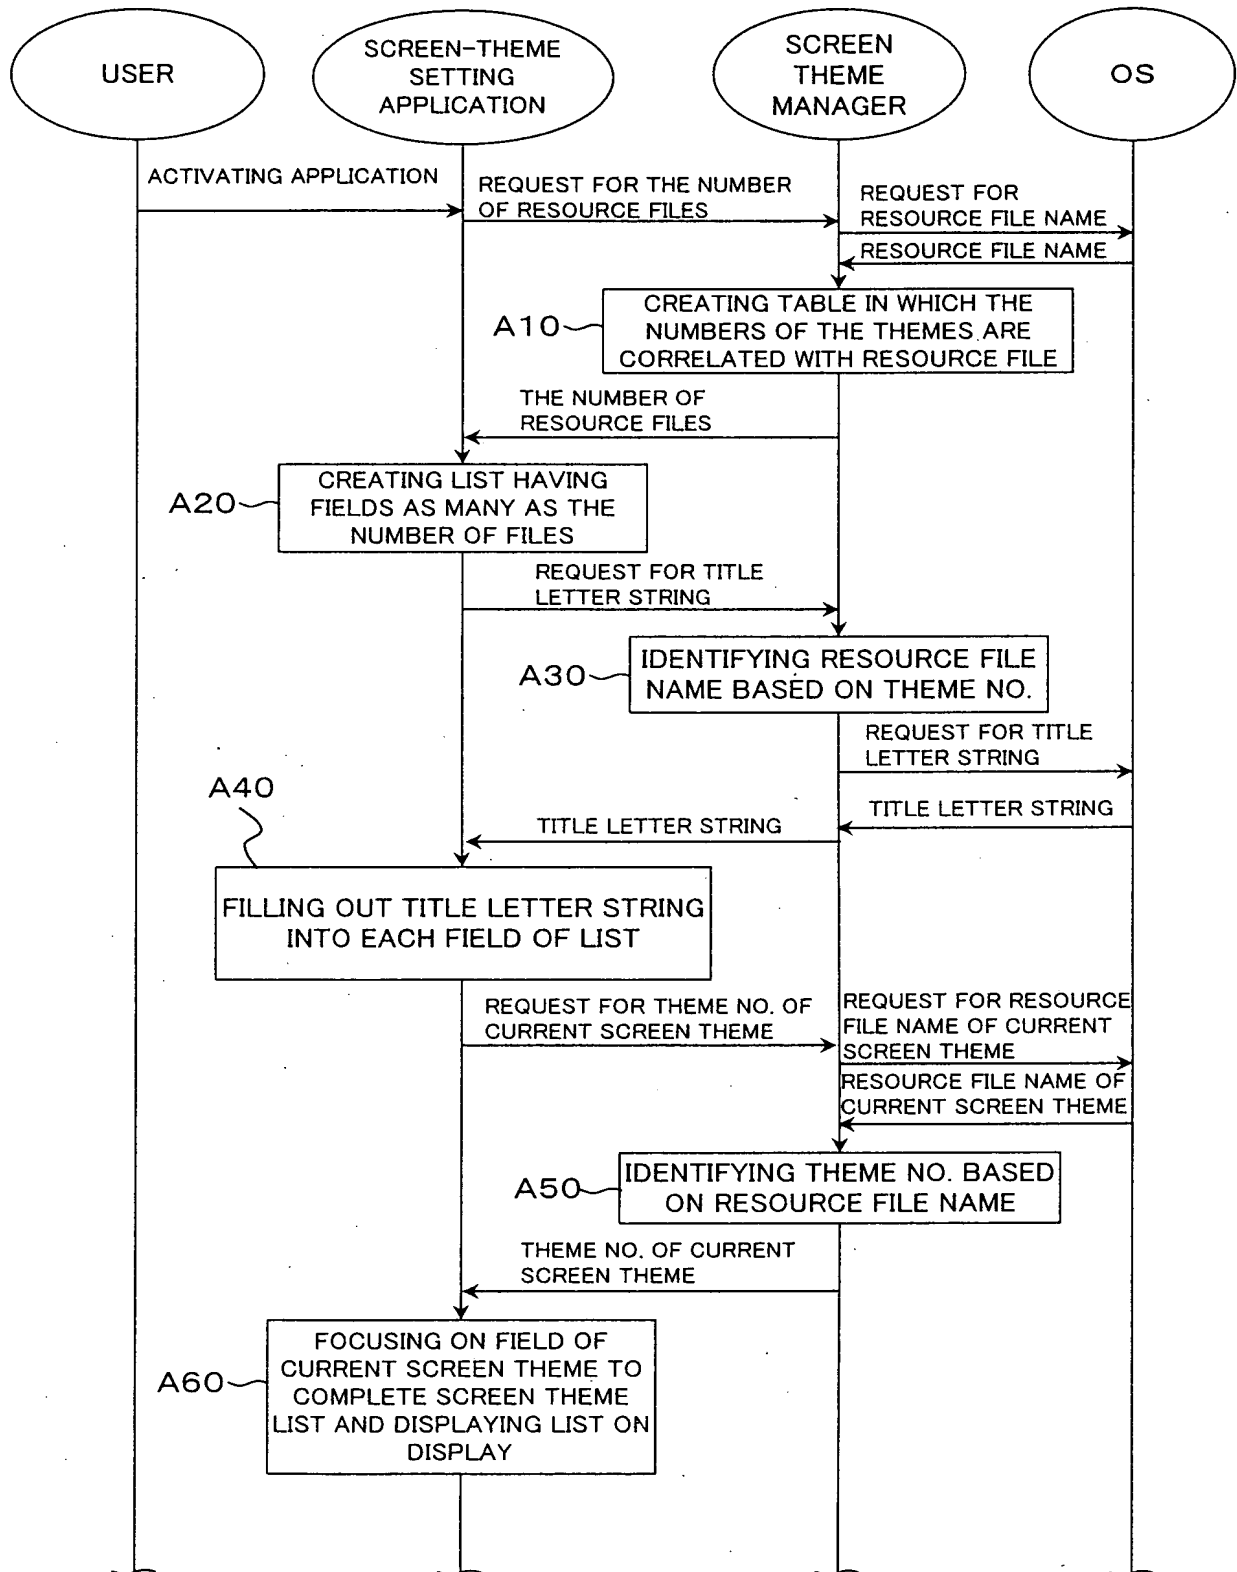 USER
SCREEN-THEME
SETTING
APPLICATION
SCREEN
THEME
MANAGER
OS
ACTIVATING APPLICATION
REQUEST FOR THE NUMBER
OF RESOURCE FILES
REQUEST FOR
RESOURCE FILE NAME
RESOURCE FILE NAME
A10
CREATING TABLE IN WHICH THE
NUMBERS OF THE THEMES ARE
CORRELATED WITH RESOURCE FILE
THE NUMBER OF
RESOURCE FILES
A20
CREATING LIST HAVING
FIELDS AS MANY AS THE
NUMBER OF FILES
REQUEST FOR TITLE
LETTER STRING
A30
IDENTIFYING RESOURCE FILE
NAME BASED ON THEME NO.
REQUEST FOR TITLE
LETTER STRING
TITLE LETTER STRING
TITLE LETTER STRING
A40
FILLING OUT TITLE LETTER STRING
INTO EACH FIELD OF LIST
REQUEST FOR THEME NO. OF
CURRENT SCREEN THEME
REQUEST FOR RESOURCE
FILE NAME OF CURRENT
SCREEN THEME
RESOURCE FILE NAME OF
CURRENT SCREEN THEME
A50
IDENTIFYING THEME NO. BASED
ON RESOURCE FILE NAME
THEME NO. OF CURRENT
SCREEN THEME
A60
FOCUSING ON FIELD OF
CURRENT SCREEN THEME TO
COMPLETE SCREEN THEME
LIST AND DISPLAYING LIST ON
DISPLAY